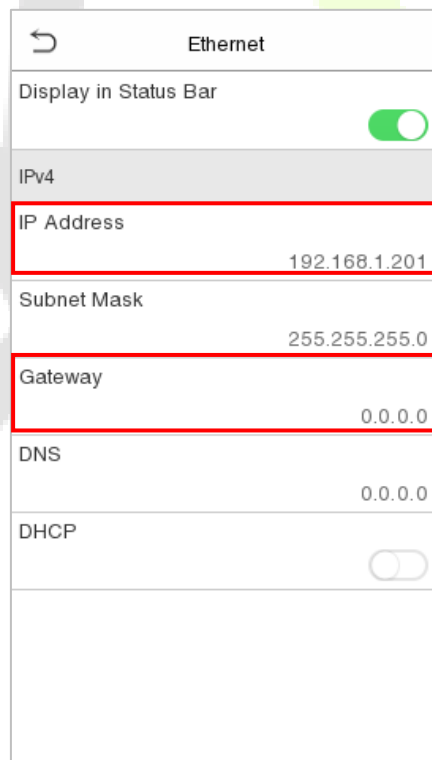 Ethernet
Display in Status Bar
IPv4
IP Address
192.168.1.201
Subnet Mask
255.255.255.0
Gateway
0.0.0.0
DNS
0.0.0.0
DHCP